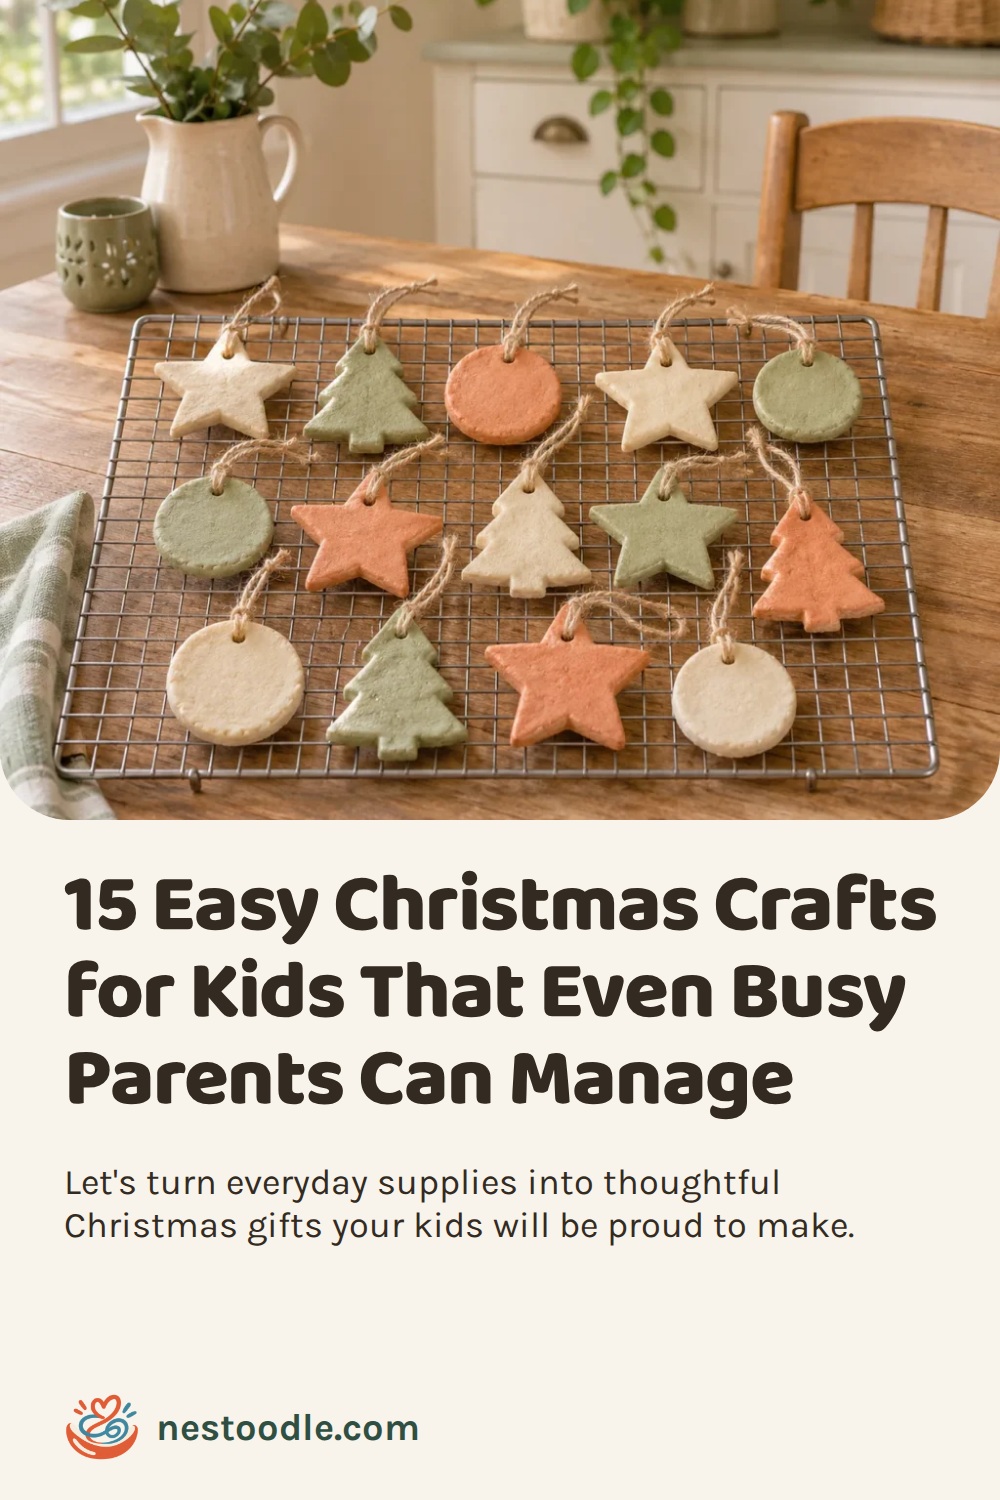 15 Easy Christmas Crafts
for Kids That Even Busy
Parents Can Manage
Let's turn everyday supplies into thoughtful
Christmas gifts your kids will be proud to make.
nestoodle.com